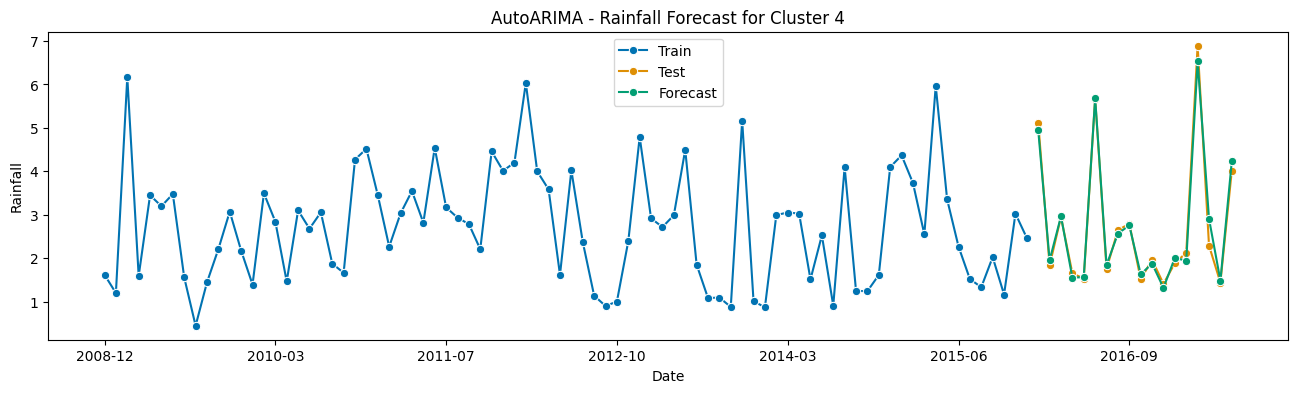 AutoARIMA - Rainfall Forecast for Cluster 4
Train
Test
Forecast
Rainfall
7
6
5
4
3
2
1
2008-12 2010-03 2011-07 2012-10 2014-03 2015-06 2016-09
Date